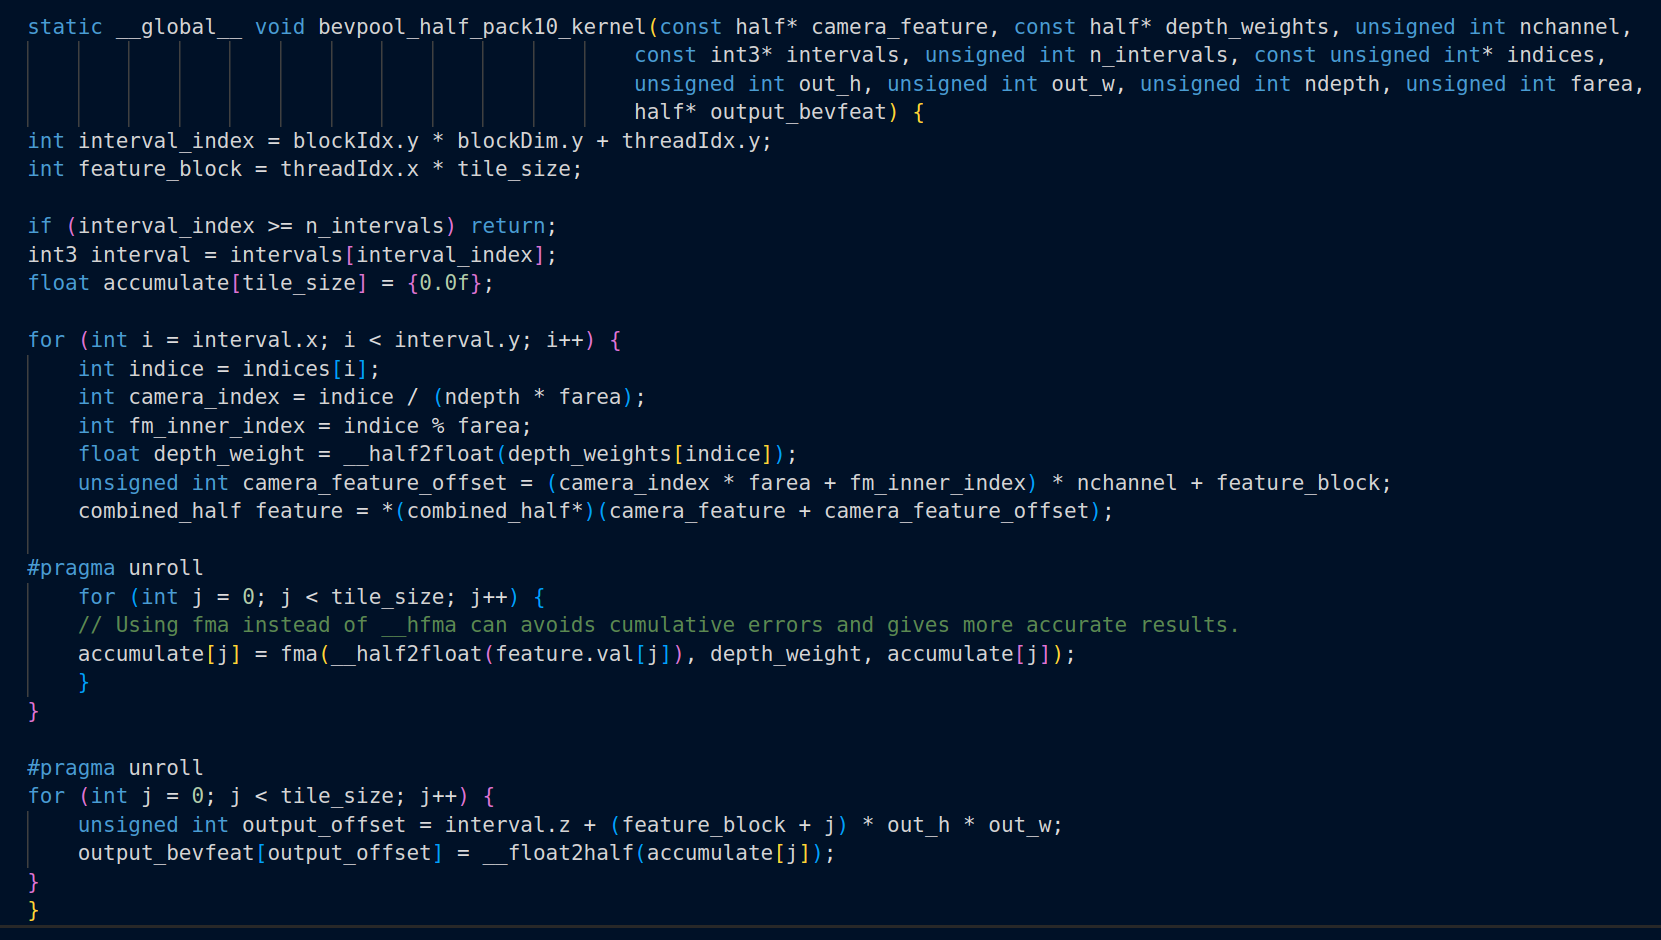 static __global__ void bevpool_half_pack10_kernel(const half* camera_feature, const half* depth_weights, unsigned int nchannel,
const int3* intervals, unsigned int n_intervals, const unsigned int* indices,
unsigned int out_h, unsigned int out_w, unsigned int ndepth, unsigned int farea,
half* output_bevfeat) {
int interval_index = blockIdx.y * blockDim.y + threadIdx.y;
int feature_block = threadIdx.x * tile_size;
if (interval_index >= n_intervals) return;
int3 interval = intervals[interval_index];
float accumulate[tile_size] = {0.0f};
for (int i = interval.x; i < interval.y; i++) {
int indice = indices[i];
int camera_index = indice / (ndepth * farea);
int fm_inner_index = indice % farea;
float depth_weight = __half2float(depth_weights[indice]);
unsigned int camera_feature_offset = (camera_index * farea + fm_inner_index) * nchannel + feature_block;
combined_half feature = *(combined_half*)(camera_feature + camera_feature_offset);
#pragma unroll
for (int j = 0; j < tile_size; j++) {
// Using fma instead of __hfma can avoids cumulative errors and gives more accurate results.
accumulate[j] = fma(__half2float(feature.val[j]), depth_weight, accumulate[j]);
}
}
#pragma unroll
for (int j = 0; j < tile_size; j++) {
unsigned int output_offset = interval.z + (feature_block + j) * out_h * out_w;
output_bevfeat[output_offset] = __float2half(accumulate[j]);
}
}